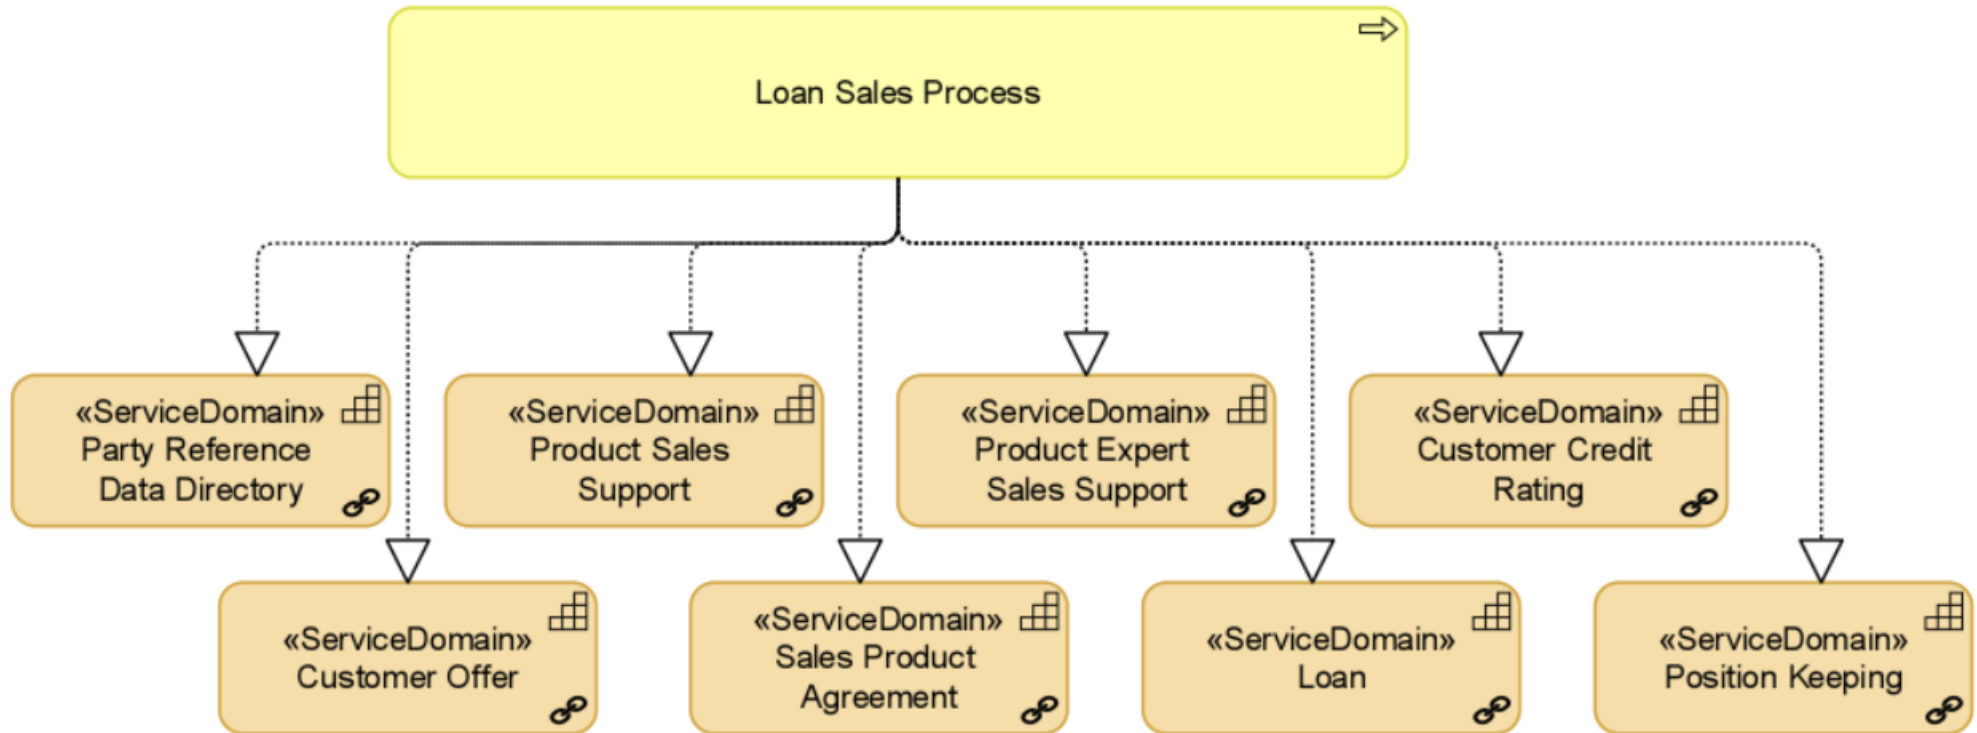 Loan Sales Process
«ServiceDomain»
Party Reference
Data Directory
«ServiceDomain»
Product Sales
Support
«ServiceDomain»
Product Expert
Sales Support
«ServiceDomain»
Customer Credit
Rating
«ServiceDomain»
Customer Offer
«ServiceDomain»
Sales Product
Agreement
«ServiceDomain»
Loan
«ServiceDomain»
Position Keeping